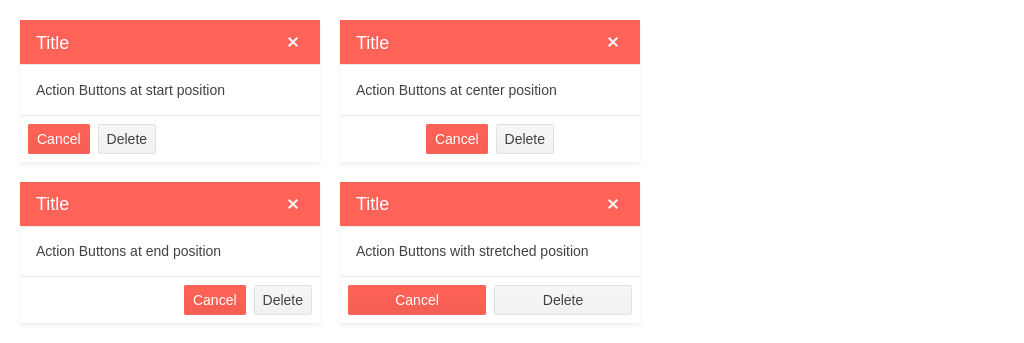 Title
Action Buttons at start position
Cancel Delete
Title
Action Buttons at center position
Cancel Delete
Title
Action Buttons at end position
Cancel Delete
Title
Action Buttons with stretched position
Cancel Delete